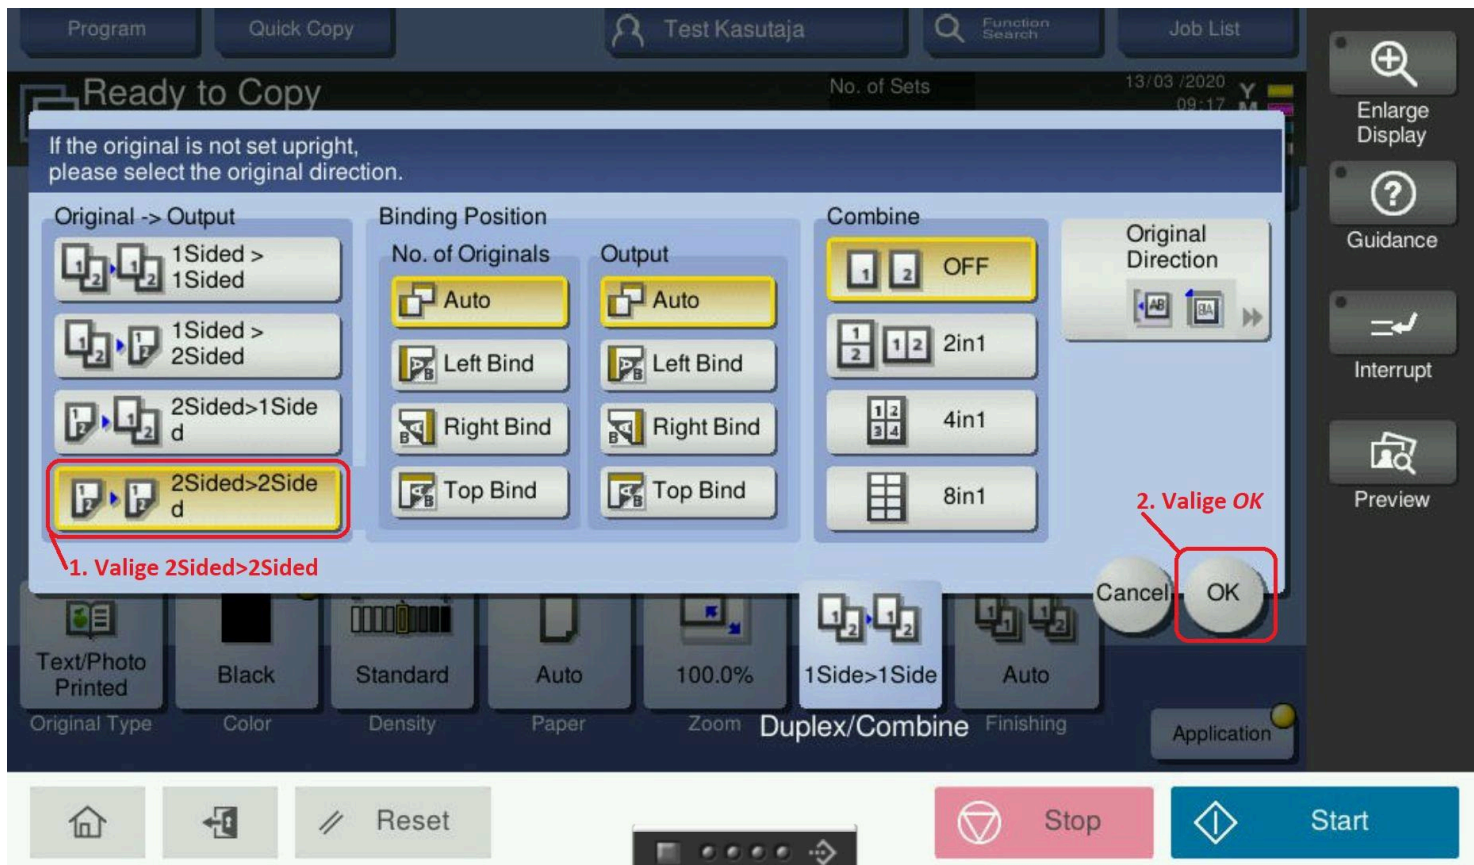 Program
Quick Copy
Test Kasutaja
Function
Search
Job List
Ready to Copy
No. of Sets
13/03 /2020
09:17
Y
M
If the original is not set upright,
please select the original direction.
Original -> Output
1Sided >
1Sided
1Sided >
2Sided
2Sided>1Side
d
2Sided>2Side
d
1. Valige 2Sided>2Sided
Binding Position
No. of Originals
Auto
Left Bind
Right Bind
Top Bind
Output
Auto
Left Bind
Right Bind
Top Bind
Combine
OFF
2in1
4in1
8in1
Original
Direction
2. Valige OK
Cancel
OK
Text/Photo
Printed
Original Type
Black
Color
Standard
Density
Auto
Paper
100.0%
Zoom
1Side>1Side
Duplex/Combine
Auto
Finishing
Application
Enlarge
Display
Guidance
Interrupt
Preview
Reset
Stop
Start